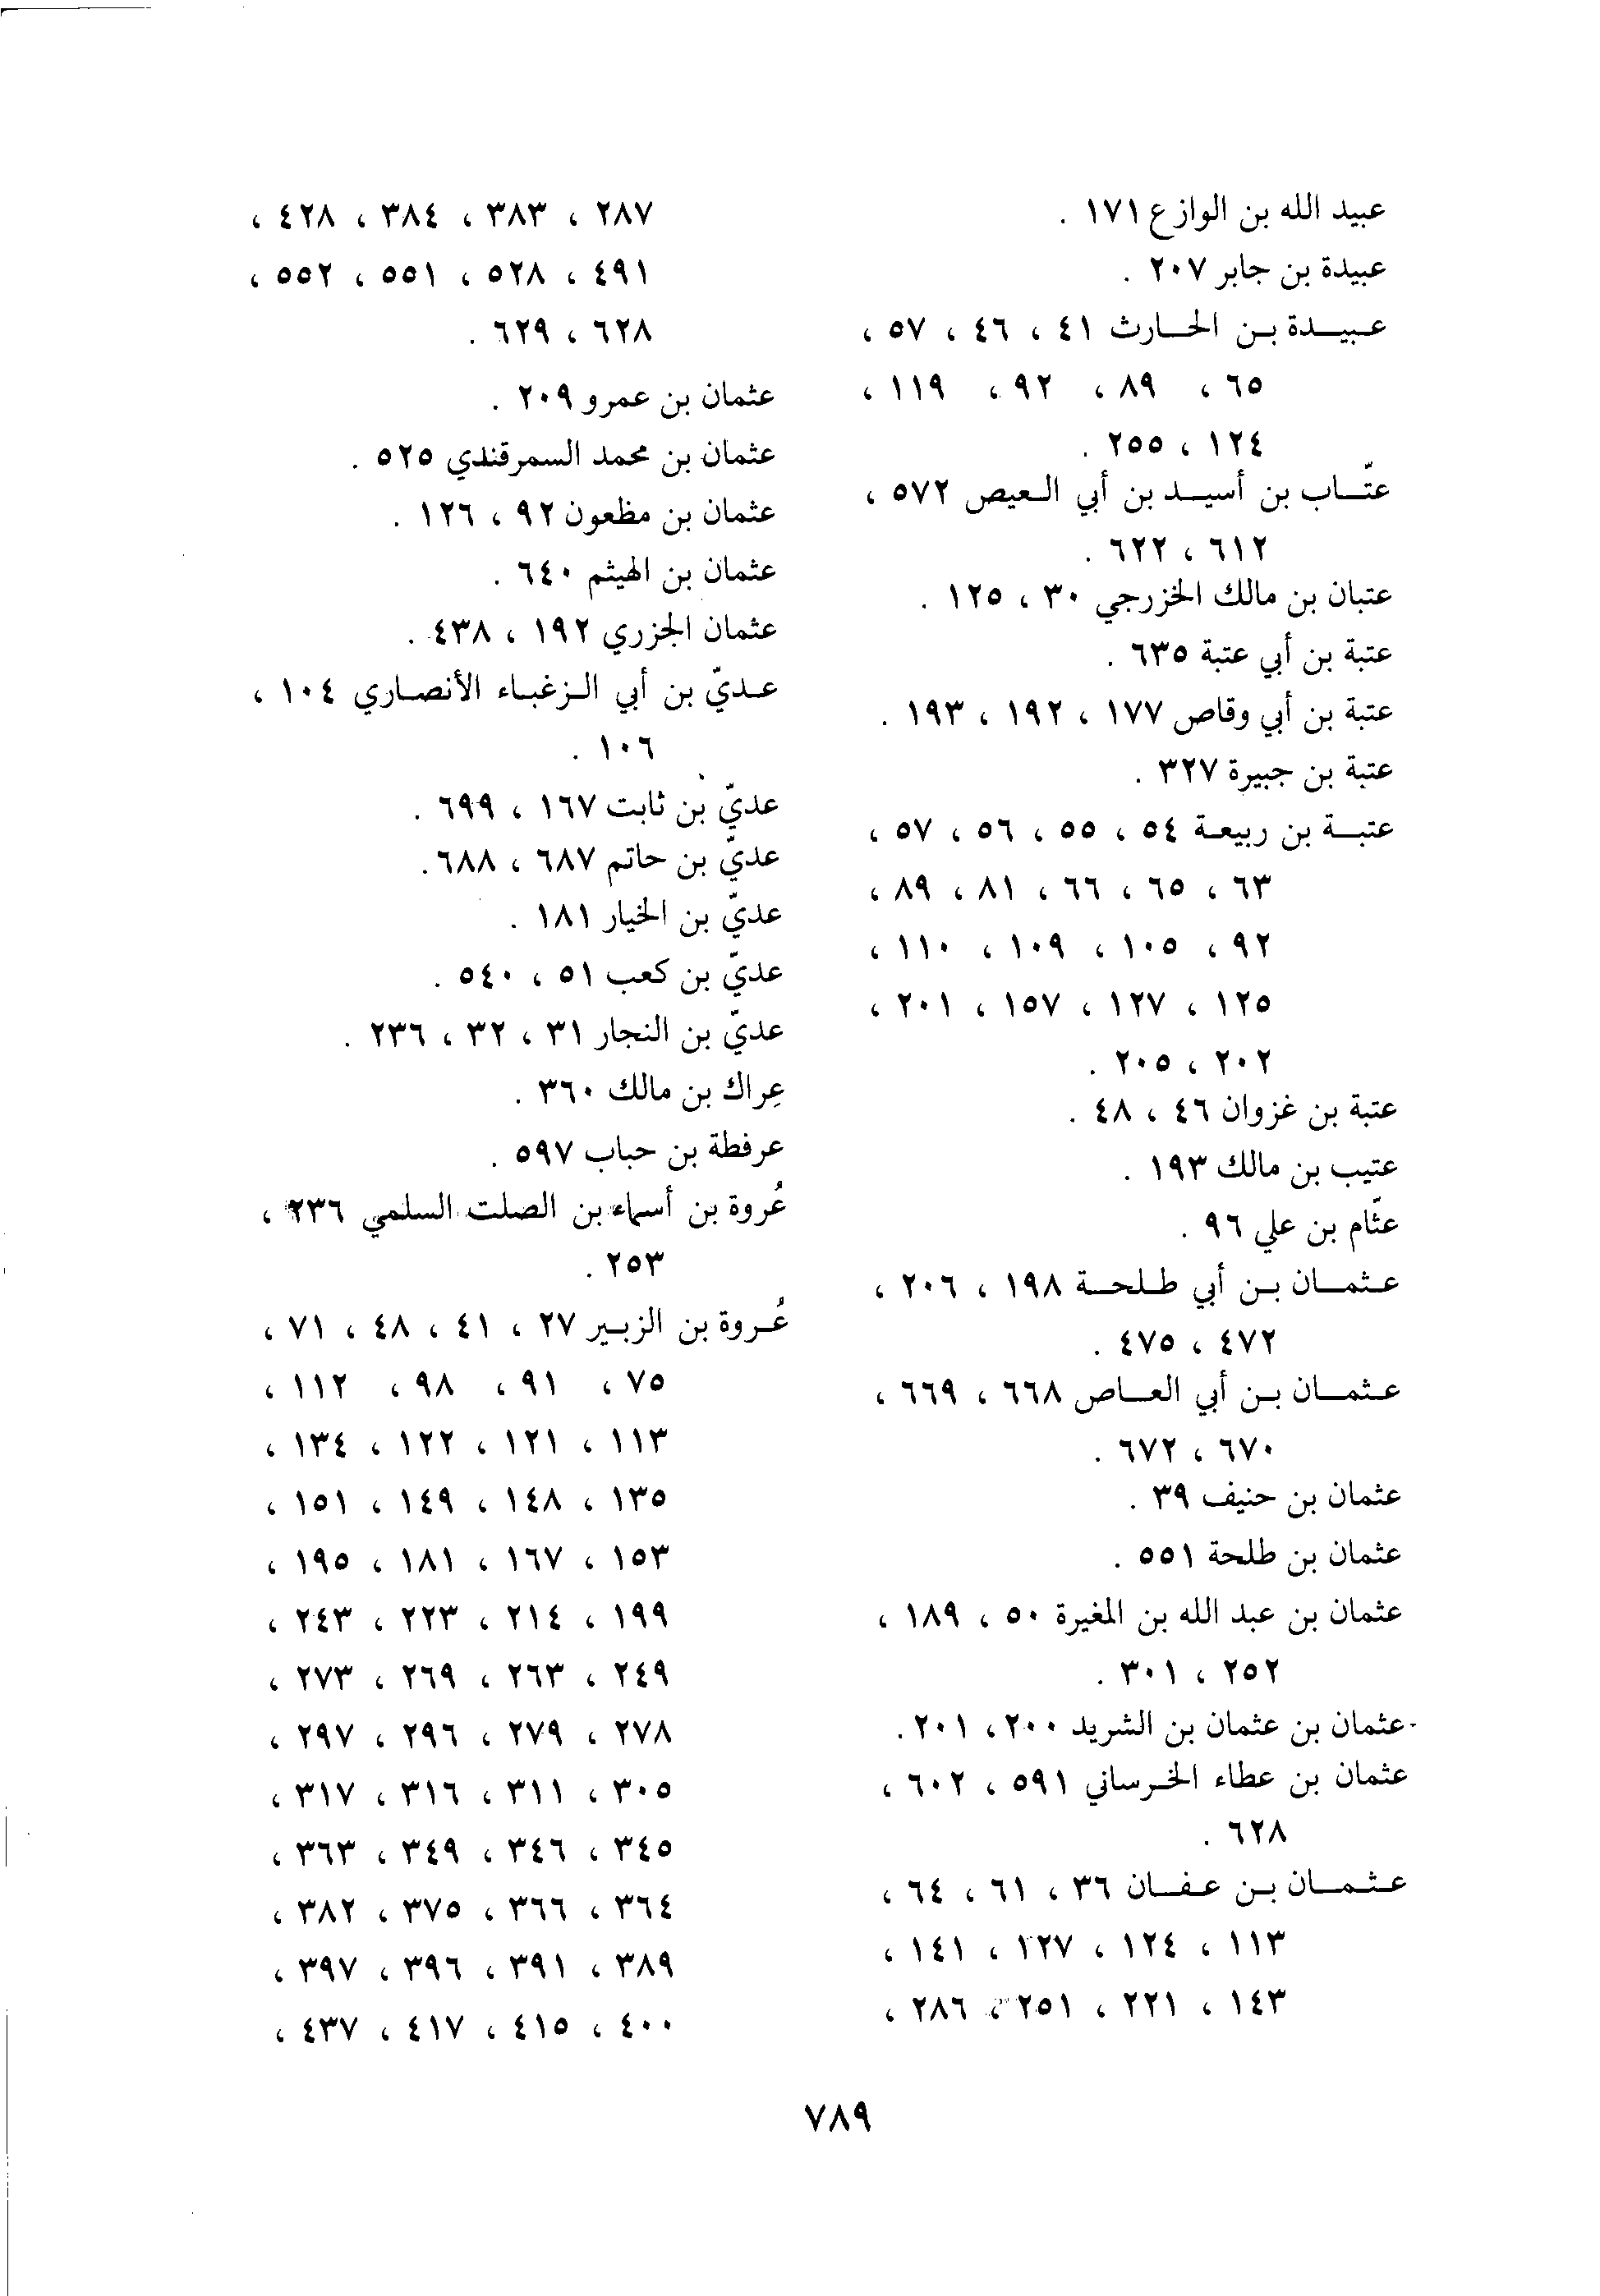 عبيد الله بن الوازع ١٧١ .
عبيدة بن جابر ٢٠٧ .
عبيدة بن الحارث ٤١ ، ٤٦ ، ٥٧ ،
٦٥ ، ٨٩ ، ٩٢ ، ١١٩ ،
١٢٤ ، ٢٥٥ .
عتّاب بن أسيد بن أبي العيص ٥٧٢ ،
٦١٢ ، ٦٢٢ .
عتبان بن مالك الخزرجي ٣٠ ، ١٢٥ .
عتبة بن أبي عتبة ٦٣٥ .
عتبة بن أبي وقاص ١٧٧ ، ١٩٢ ، ١٩٣ .
عتبة بن جبيرة ٣٢٧ .
عتبة بن ربيعة ٥٤ ، ٥٥ ، ٥٦ ، ٥٧ ،
٦٣ ، ٦٥ ، ٦٦ ، ٨١ ، ٨٩ ،
٩٢ ، ١٠٥ ، ١٠٩ ، ١١٠ ،
١٢٥ ، ١٢٧ ، ١٥٧ ، ٢٠١ ،
٢٠٢ ، ٢٠٥ .
عتبة بن غزوان ٤٦ ، ٤٨ .
عتيب بن مالك ١٩٣ .
عثّام بن علي ٩٦ .
عثمان بن أبي طلحة ١٩٨ ، ٢٠٦ ،
٤٧٢ ، ٤٧٥ .
عثمان بن أبي العاص ٦٦٨ ، ٦٦٩ ،
٦٧٠ ، ٦٧٢ .
عثمان بن حنيف ٣٩ .
عثمان بن طلحة ٥٥١ .
عثمان بن عبد الله بن المغيرة ٥٠ ، ١٨٩ ،
٢٥٢ ، ٣٠١ .
عثمان بن عثمان بن الشريد ٢٠٠ ، ٢٠١ .
عثمان بن عطاء الخرساني ٥٩١ ، ٦٠٢ ،
٦٢٨ .
عثمان بن عفان ٣٦ ، ٦١ ، ٦٤ ،
١١٣ ، ١٢٤ ، ١٢٧ ، ١٤١ ،
١٤٣ ، ٢٢١ ، ٢٥١ ، ٢٨٦ ،
٢٨٧ ، ٣٨٣ ، ٣٨٤ ، ٤٢٨ ،
٤٩١ ، ٥٢٨ ، ٥٥١ ، ٥٥٢ ،
٦٢٨ ، ٦٢٩ .
عثمان بن عمرو ٢٠٩ .
عثمان بن محمد السمرقندي ٥٢٥ .
عثمان بن مظعون ٩٢ ، ١٢٦ .
عثمان بن الهيثم ٦٤٠ .
عثمان الجزري ١٩٢ ، ٤٣٨ .
عديّ بن أبي الزغباء الأنصاري ١٠٤ ،
١٠٦ .
عديّ بن ثابت ١٦٧ ، ٦٩٩ .
عديّ بن حاتم ٦٨٧ ، ٦٨٨ .
عديّ بن الخيار ١٨١ .
عديّ بن كعب ٥١ ، ٥٤٠ .
عديّ بن النجار ٣١ ، ٣٢ ، ٢٣٦ .
عِراك بن مالك ٣٦٠ .
عرفطة بن حباب ٥٩٧ .
عُروة بن أسماء بن الصلت السلمي ٢٣٦ ،
٢٥٣ .
عُروة بن الزبير ٢٧ ، ٤١ ، ٤٨ ، ٧١ ،
٧٥ ، ٩١ ، ٩٨ ، ١١٢ ،
١١٣ ، ١٢١ ، ١٢٢ ، ١٣٤ ،
١٣٥ ، ١٤٨ ، ١٤٩ ، ١٥١ ،
١٥٣ ، ١٦٧ ، ١٨١ ، ١٩٥ ،
١٩٩ ، ٢١٤ ، ٢٢٣ ، ٢٤٣ ،
٢٤٩ ، ٢٦٣ ، ٢٦٩ ، ٢٧٣ ،
٢٧٨ ، ٢٧٩ ، ٢٩٦ ، ٢٩٧ ،
٣٠٥ ، ٣١١ ، ٣١٦ ، ٣١٧ ،
٣٤٥ ، ٣٤٦ ، ٣٤٩ ، ٣٦٣ ،
٣٦٤ ، ٣٦٦ ، ٣٧٥ ، ٣٨٢ ،
٣٨٩ ، ٣٩١ ، ٣٩٦ ، ٣٩٧ ،
٤٠٠ ، ٤١٥ ، ٤١٧ ، ٤٣٧ ،
٧٨٩